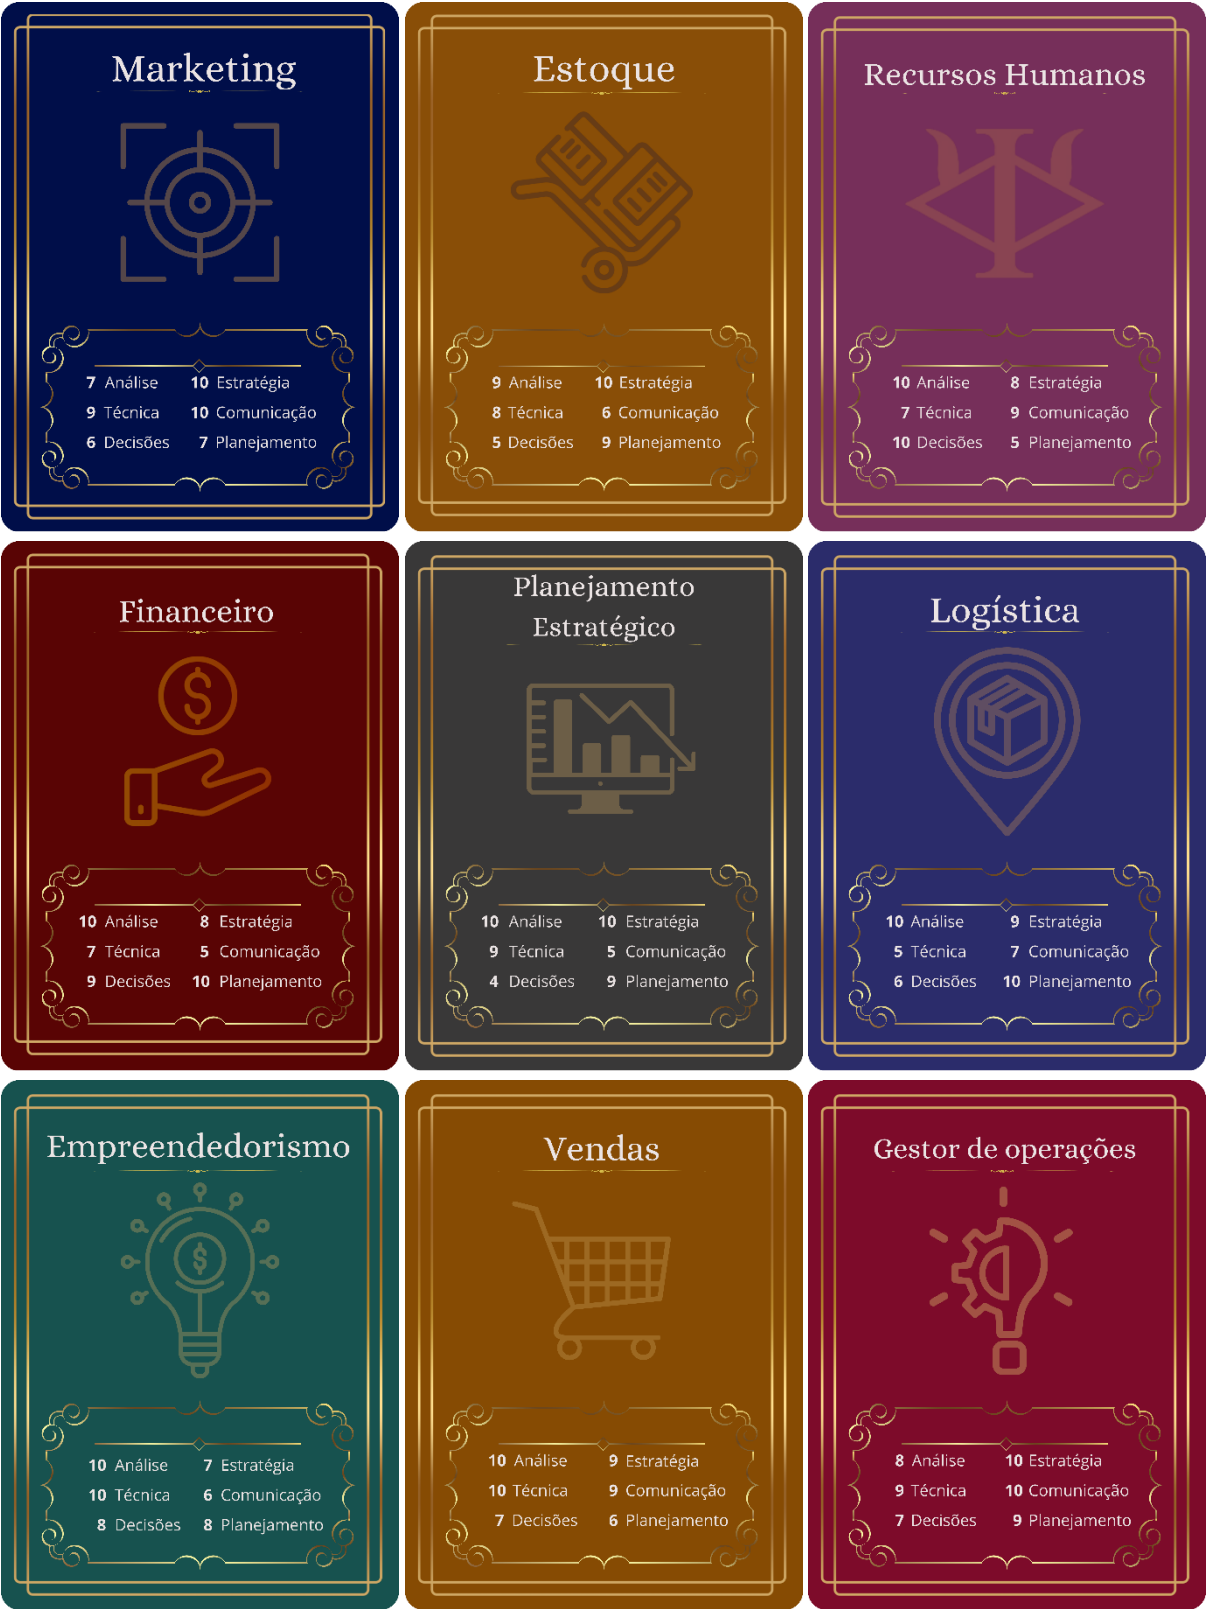 Marketing
7 Análise 10 Estratégia
9 Técnica 10 Comunicação
6 Decisões 7 Planejamento
Estoque
9 Análise 10 Estratégia
8 Técnica 6 Comunicação
5 Decisões 9 Planejamento
Recursos Humanos
10 Análise 8 Estratégia
7 Técnica 9 Comunicação
10 Decisões 5 Planejamento
Financeiro
$
10 Análise 8 Estratégia
7 Técnica 5 Comunicação
9 Decisões 10 Planejamento
Planejamento
Estratégico
10 Análise 10 Estratégia
9 Técnica 5 Comunicação
4 Decisões 9 Planejamento
Logística
10 Análise 9 Estratégia
5 Técnica 7 Comunicação
6 Decisões 10 Planejamento
Empreendedorismo
$
10 Análise 7 Estratégia
10 Técnica 6 Comunicação
8 Decisões 8 Planejamento
Vendas
10 Análise 9 Estratégia
10 Técnica 9 Comunicação
7 Decisões 6 Planejamento
Gestor de operações
8 Análise 10 Estratégia
9 Técnica 10 Comunicação
7 Decisões 9 Planejamento